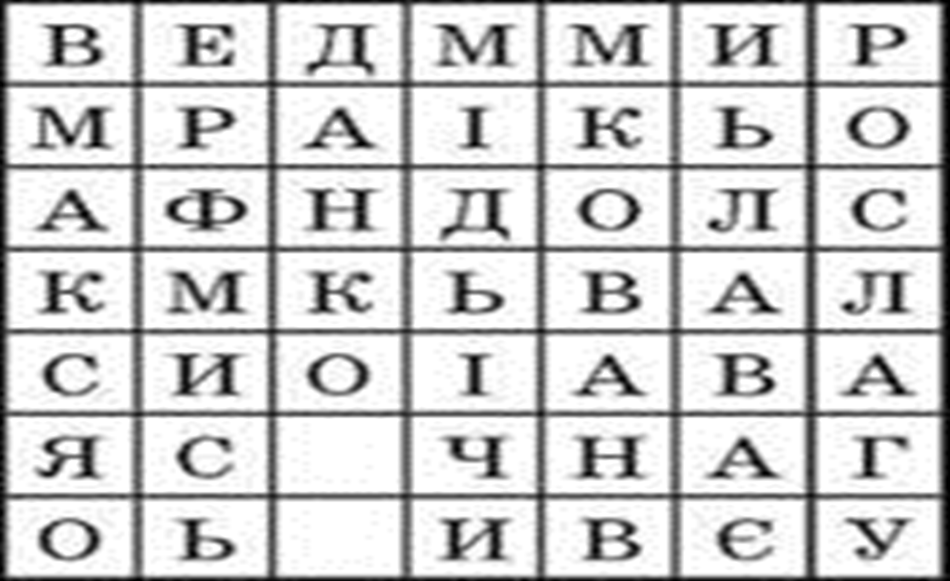 В Е Д М М И Р
М Р А І К Ь О
А Ф Н Д О Л С
К М К Ь В А Л
С И О І А В А
Я С Ч Н А Г
О Ь И В Є У